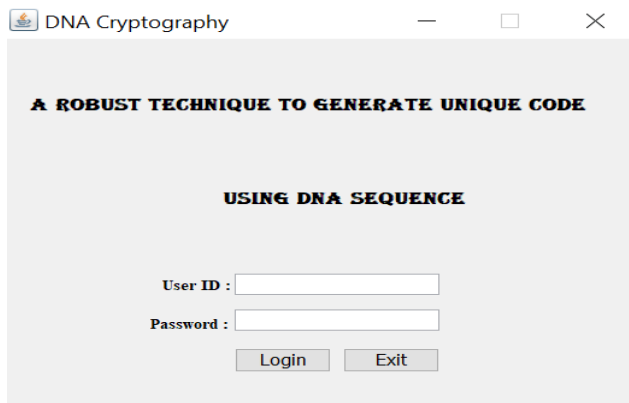 DNA Cryptography
A ROBUST TECHNIQUE TO GENERATE UNIQUE CODE
USING DNA SEQUENCE
User ID :
Password :
Login Exit